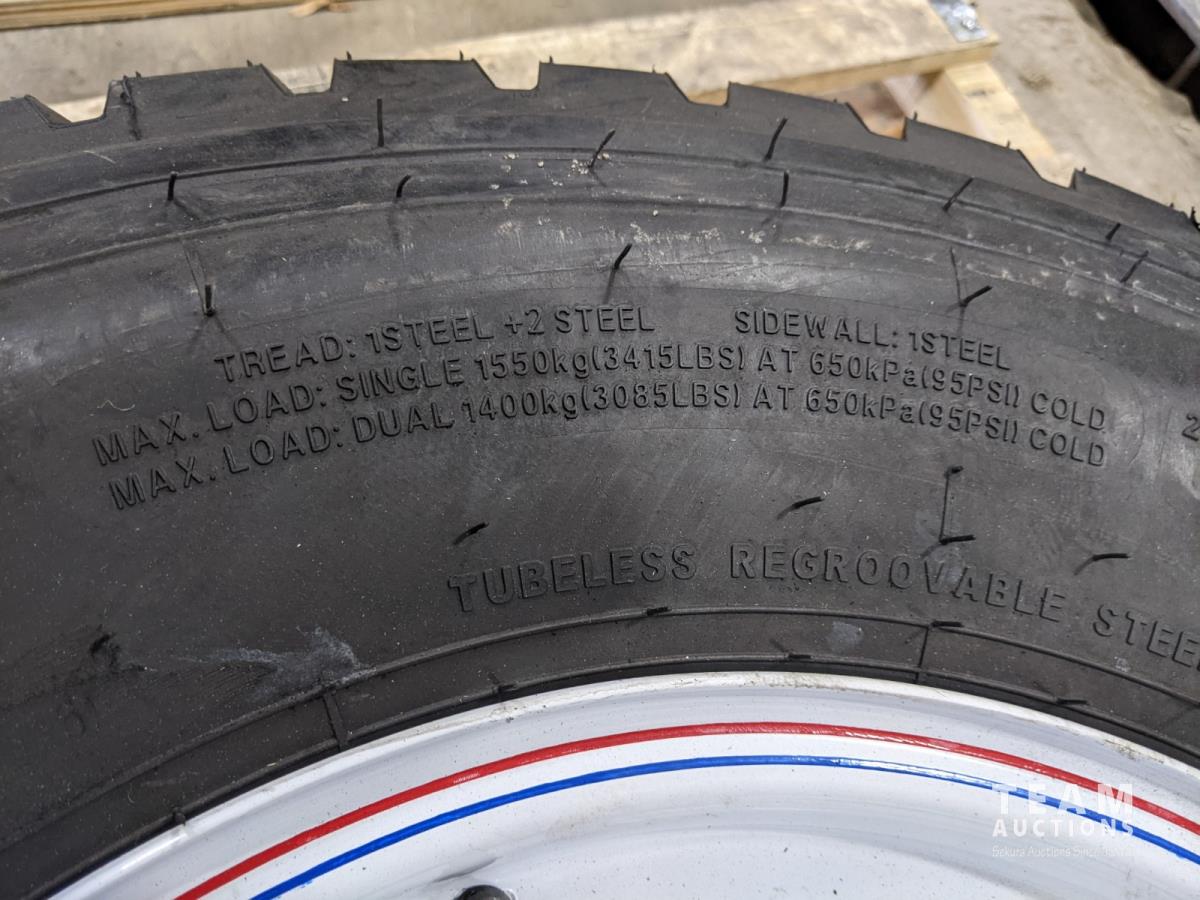 TREAD: 1STEEL +2 STEEL SIDEWALL: 1STEEL
MAX. LOAD: SINGLE 1550kg(3415LBS) AT 650kPa(95PSI) COLD
MAX. LOAD: DUAL 1400kg(3085LBS) AT 650kPa(95PSI) COLD
TUBELESS REGROOVABLE STEE
TEAM
AUCTIONS